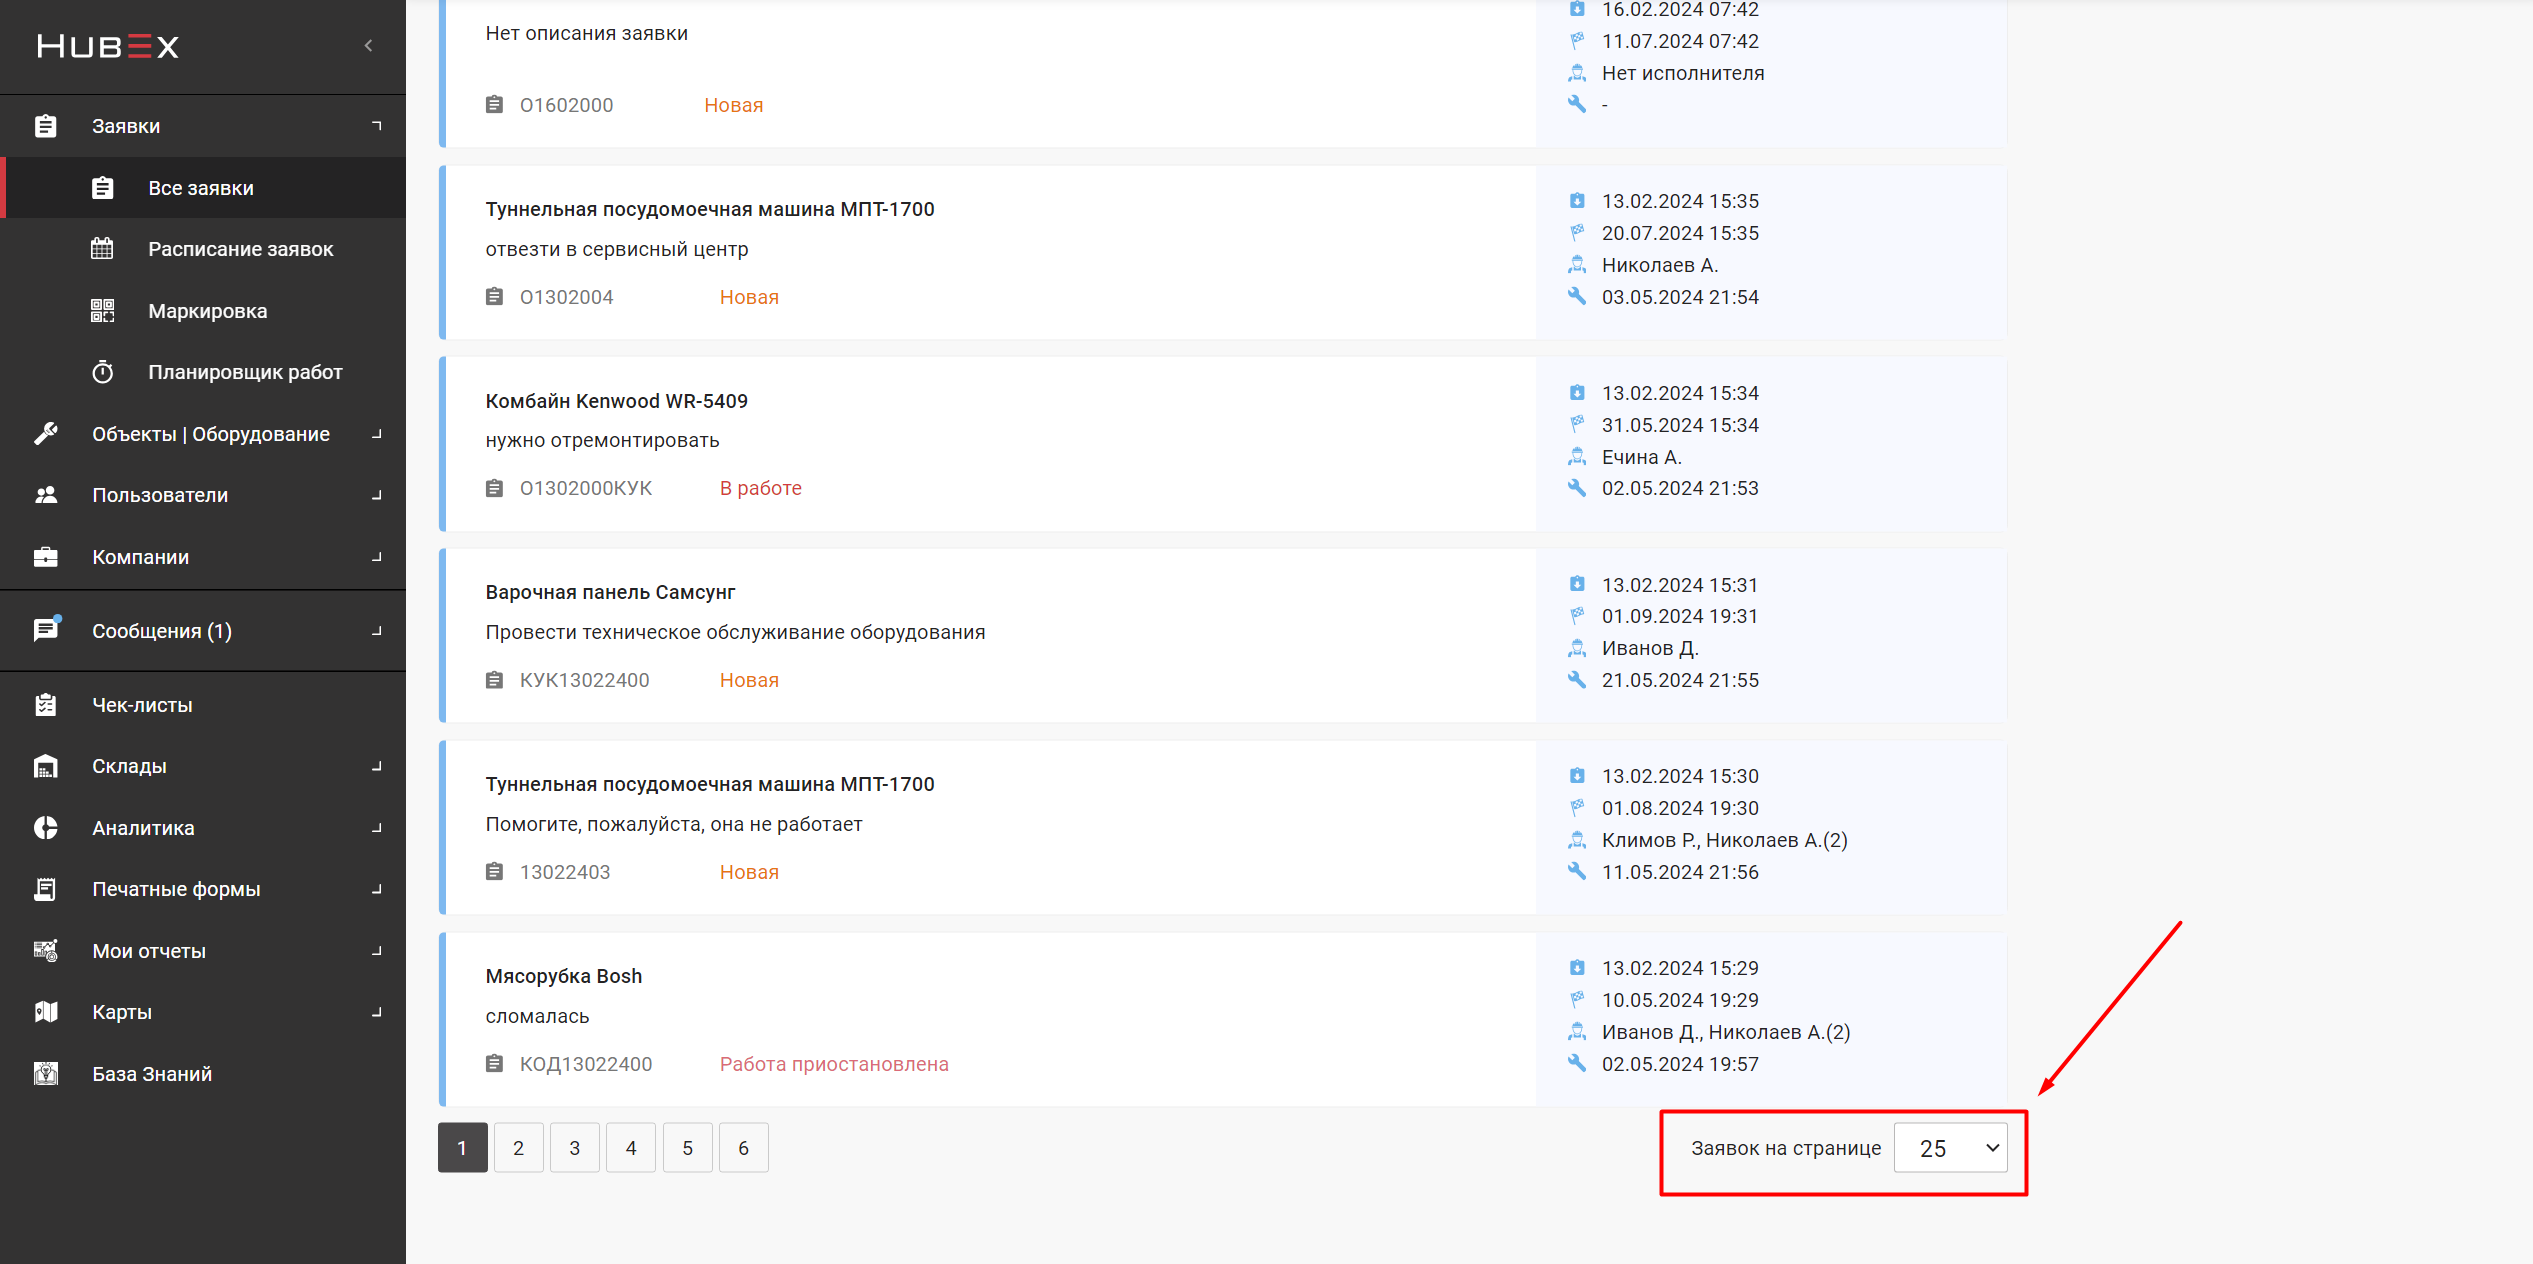 HUBEX
Заявки
Все заявки
Расписание заявок
Маркировка
Планировщик работ
Объекты | Оборудование
Пользователи
Компании
Сообщения (1)
Чек-листы
Склады
Аналитика
Печатные формы
Мои отчеты
Карты
База Знаний
Нет описания заявки
О1602000 Новая
16.02.2024 07:42
11.07.2024 07:42
Нет исполнителя
-
Туннельная посудомоечная машина МПТ-1700
отвезти в сервисный центр
О1302004 Новая
13.02.2024 15:35
20.07.2024 15:35
Николаев А.
03.05.2024 21:54
Комбайн Kenwood WR-5409
нужно отремонтировать
О1302000КУК В работе
13.02.2024 15:34
31.05.2024 15:34
Ечина А.
02.05.2024 21:53
Варочная панель Самсунг
Провести техническое обслуживание оборудования
КУК13022400 Новая
13.02.2024 15:31
01.09.2024 19:31
Иванов Д.
21.05.2024 21:55
Туннельная посудомоечная машина МПТ-1700
Помогите, пожалуйста, она не работает
13022403 Новая
13.02.2024 15:30
01.08.2024 19:30
Климов Р., Николаев А.(2)
11.05.2024 21:56
Мясорубка Bosh
сломалась
КОД13022400 Работа приостановлена
13.02.2024 15:29
10.05.2024 19:29
Иванов Д., Николаев А.(2)
02.05.2024 19:57
1 2 3 4 5 6
Заявок на странице 25